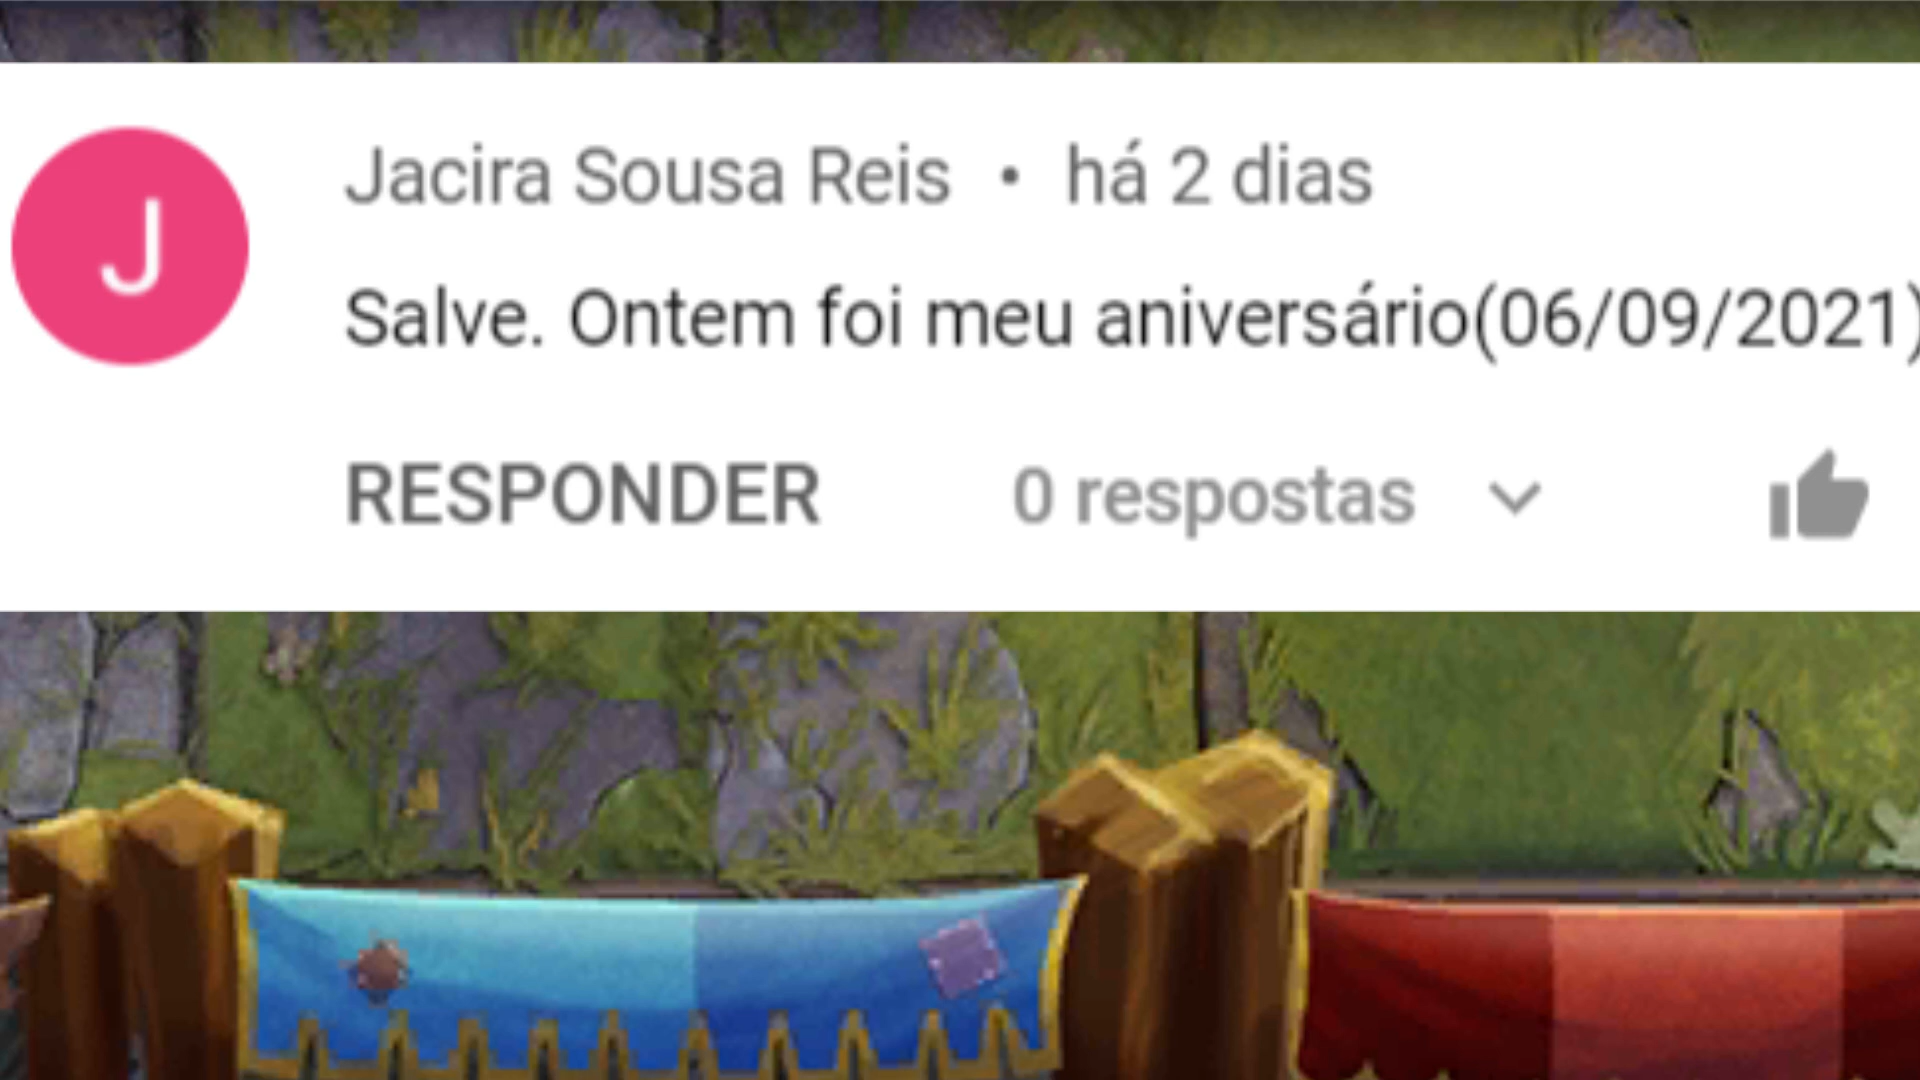 J
Jacira Sousa Reis • há 2 dias
Salve. Ontem foi meu aniversário(06/09/2021)
RESPONDER 0 respostas